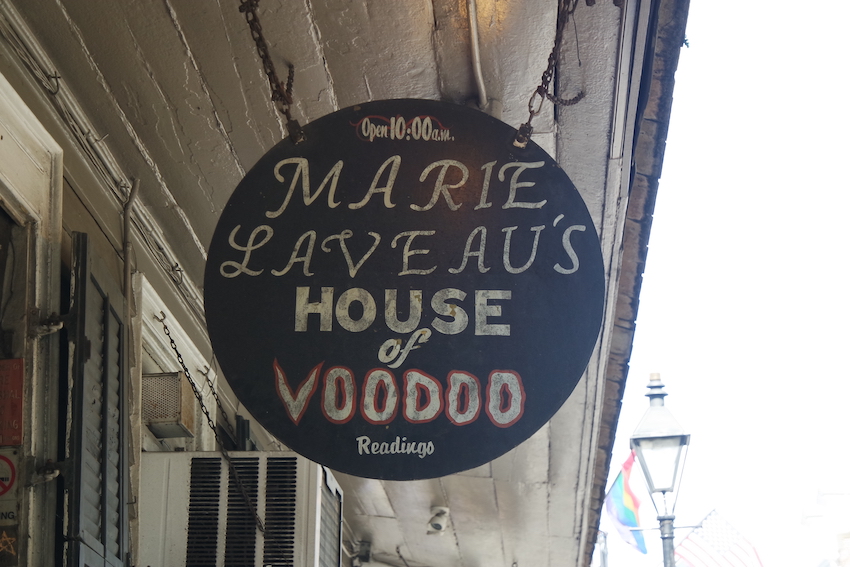 Open 10:00 a.m.
MARIE
LAVEAU'S
HOUSE
of
VOODOO
Readings